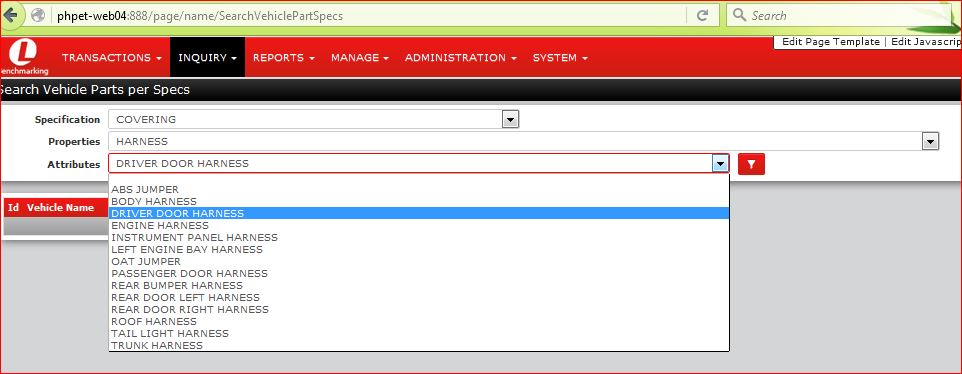 phpet-web04:888/page/name/SearchVehiclePartSpecs
Search
Edit Page Template | Edit Javascrip
L
enchmarking
TRANSACTIONS INQUIRY REPORTS MANAGE ADMINISTRATION SYSTEM
Search Vehicle Parts per Specs
Specification COVERING
Properties HARNESS
Attributes DRIVER DOOR HARNESS
Id Vehicle Name
ABS JUMPER
BODY HARNESS
DRIVER DOOR HARNESS
ENGINE HARNESS
INSTRUMENT PANEL HARNESS
LEFT ENGINE BAY HARNESS
OAT JUMPER
PASSENGER DOOR HARNESS
REAR BUMPER HARNESS
REAR DOOR LEFT HARNESS
REAR DOOR RIGHT HARNESS
ROOF HARNESS
TAIL LIGHT HARNESS
TRUNK HARNESS